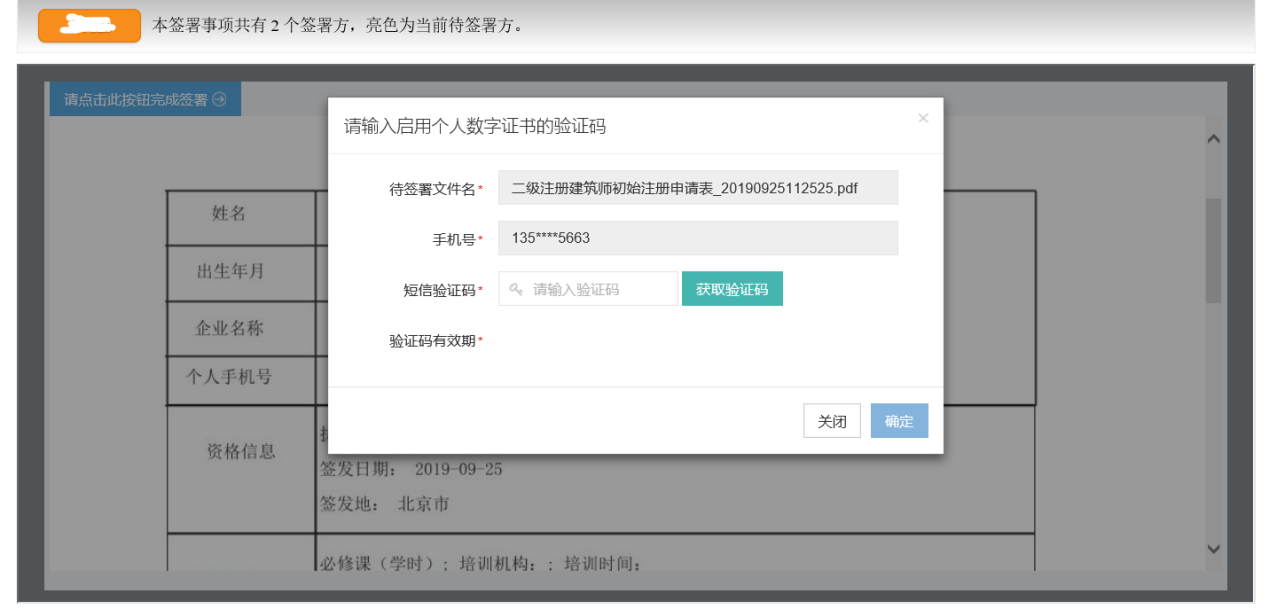 本签署事项共有 2 个签署方，亮色为当前待签署方。
请点击此按钮完成签署
请输入启用个人数字证书的验证码
×
待签署文件名*
二级注册建筑师初始注册申请表_20190925112525.pdf
手机号*
135****5663
短信验证码*
请输入验证码
获取验证码
验证码有效期*
关闭
确定
姓名
出生年月
企业名称
个人手机号
资格信息
签发日期： 2019-09-25
签发地： 北京市
必修课（学时）; 培训机构: ; 培训时间: